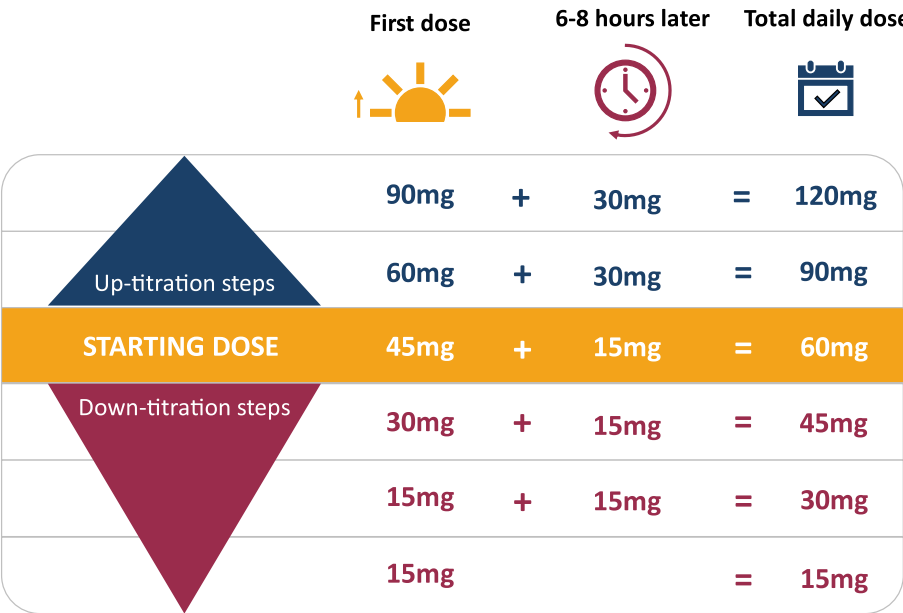 First dose 6-8 hours later Total daily dose
90mg + 30mg = 120mg
Up-titration steps 60mg + 30mg = 90mg
STARTING DOSE 45mg + 15mg = 60mg
Down-titration steps 30mg + 15mg = 45mg
15mg + 15mg = 30mg
15mg = 15mg